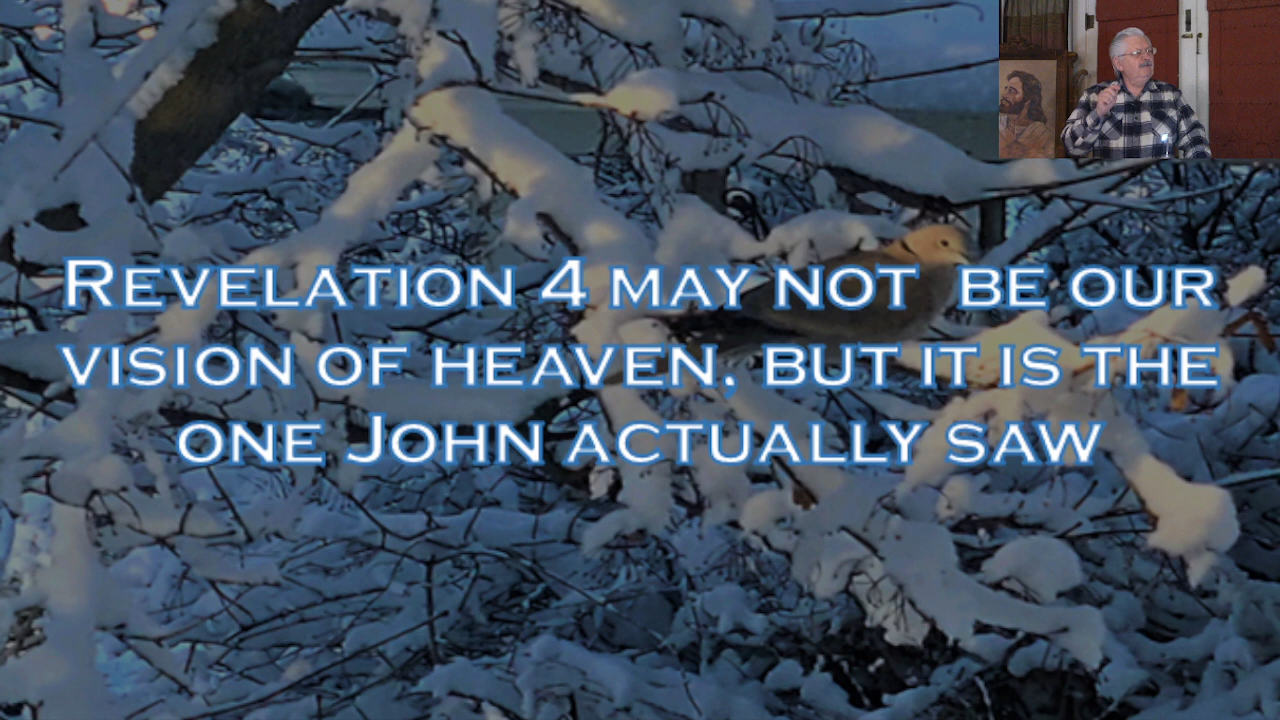 Revelation 4 may not be our
vision of heaven. but it is the
one John actually saw